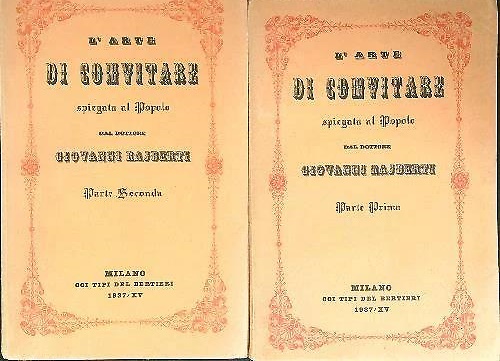 L' ARTE
DI CONVITARE
spiegata al Popolo
DAL DOTTORE
GIOVANNI RAJBERTI
Parte Seconda
MILANO
COI TIPI DEL BERTIERI
1937/XV
L' ARTE
DI CONVITARE
spiegata al Popolo
DAL DOTTORE
GIOVANNI RAJBERTI
Parte Prima
MILANO
COI TIPI DEL BERTIERI
1937/XV